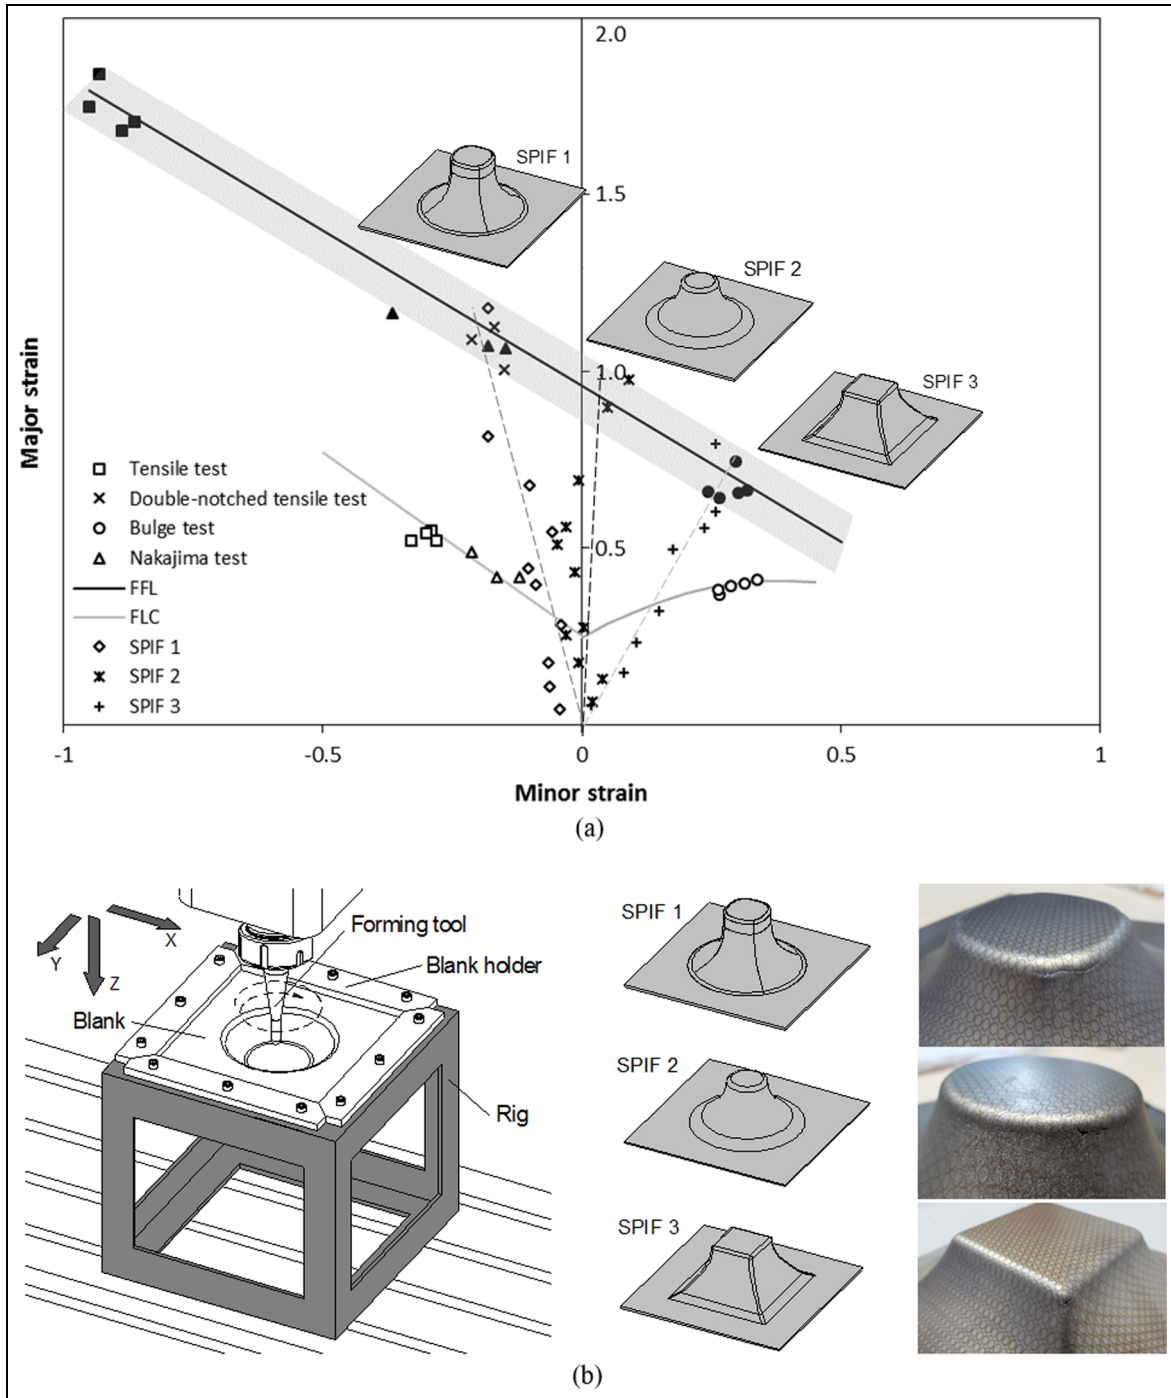 (a)
2.0
SPIF 1
1.5
SPIF 2
SPIF 3
1.0
Major strain
Tensile test
Double-notched tensile test
Bulge test
Nakajima test
FFL
FLC
SPIF 1
SPIF 2
SPIF 3
0.5
-1
-0.5
0
0.5
1
Minor strain
(a)
X
Y
Z
Forming tool
Blank holder
Blank
Rig
SPIF 1
SPIF 2
SPIF 3
(b)